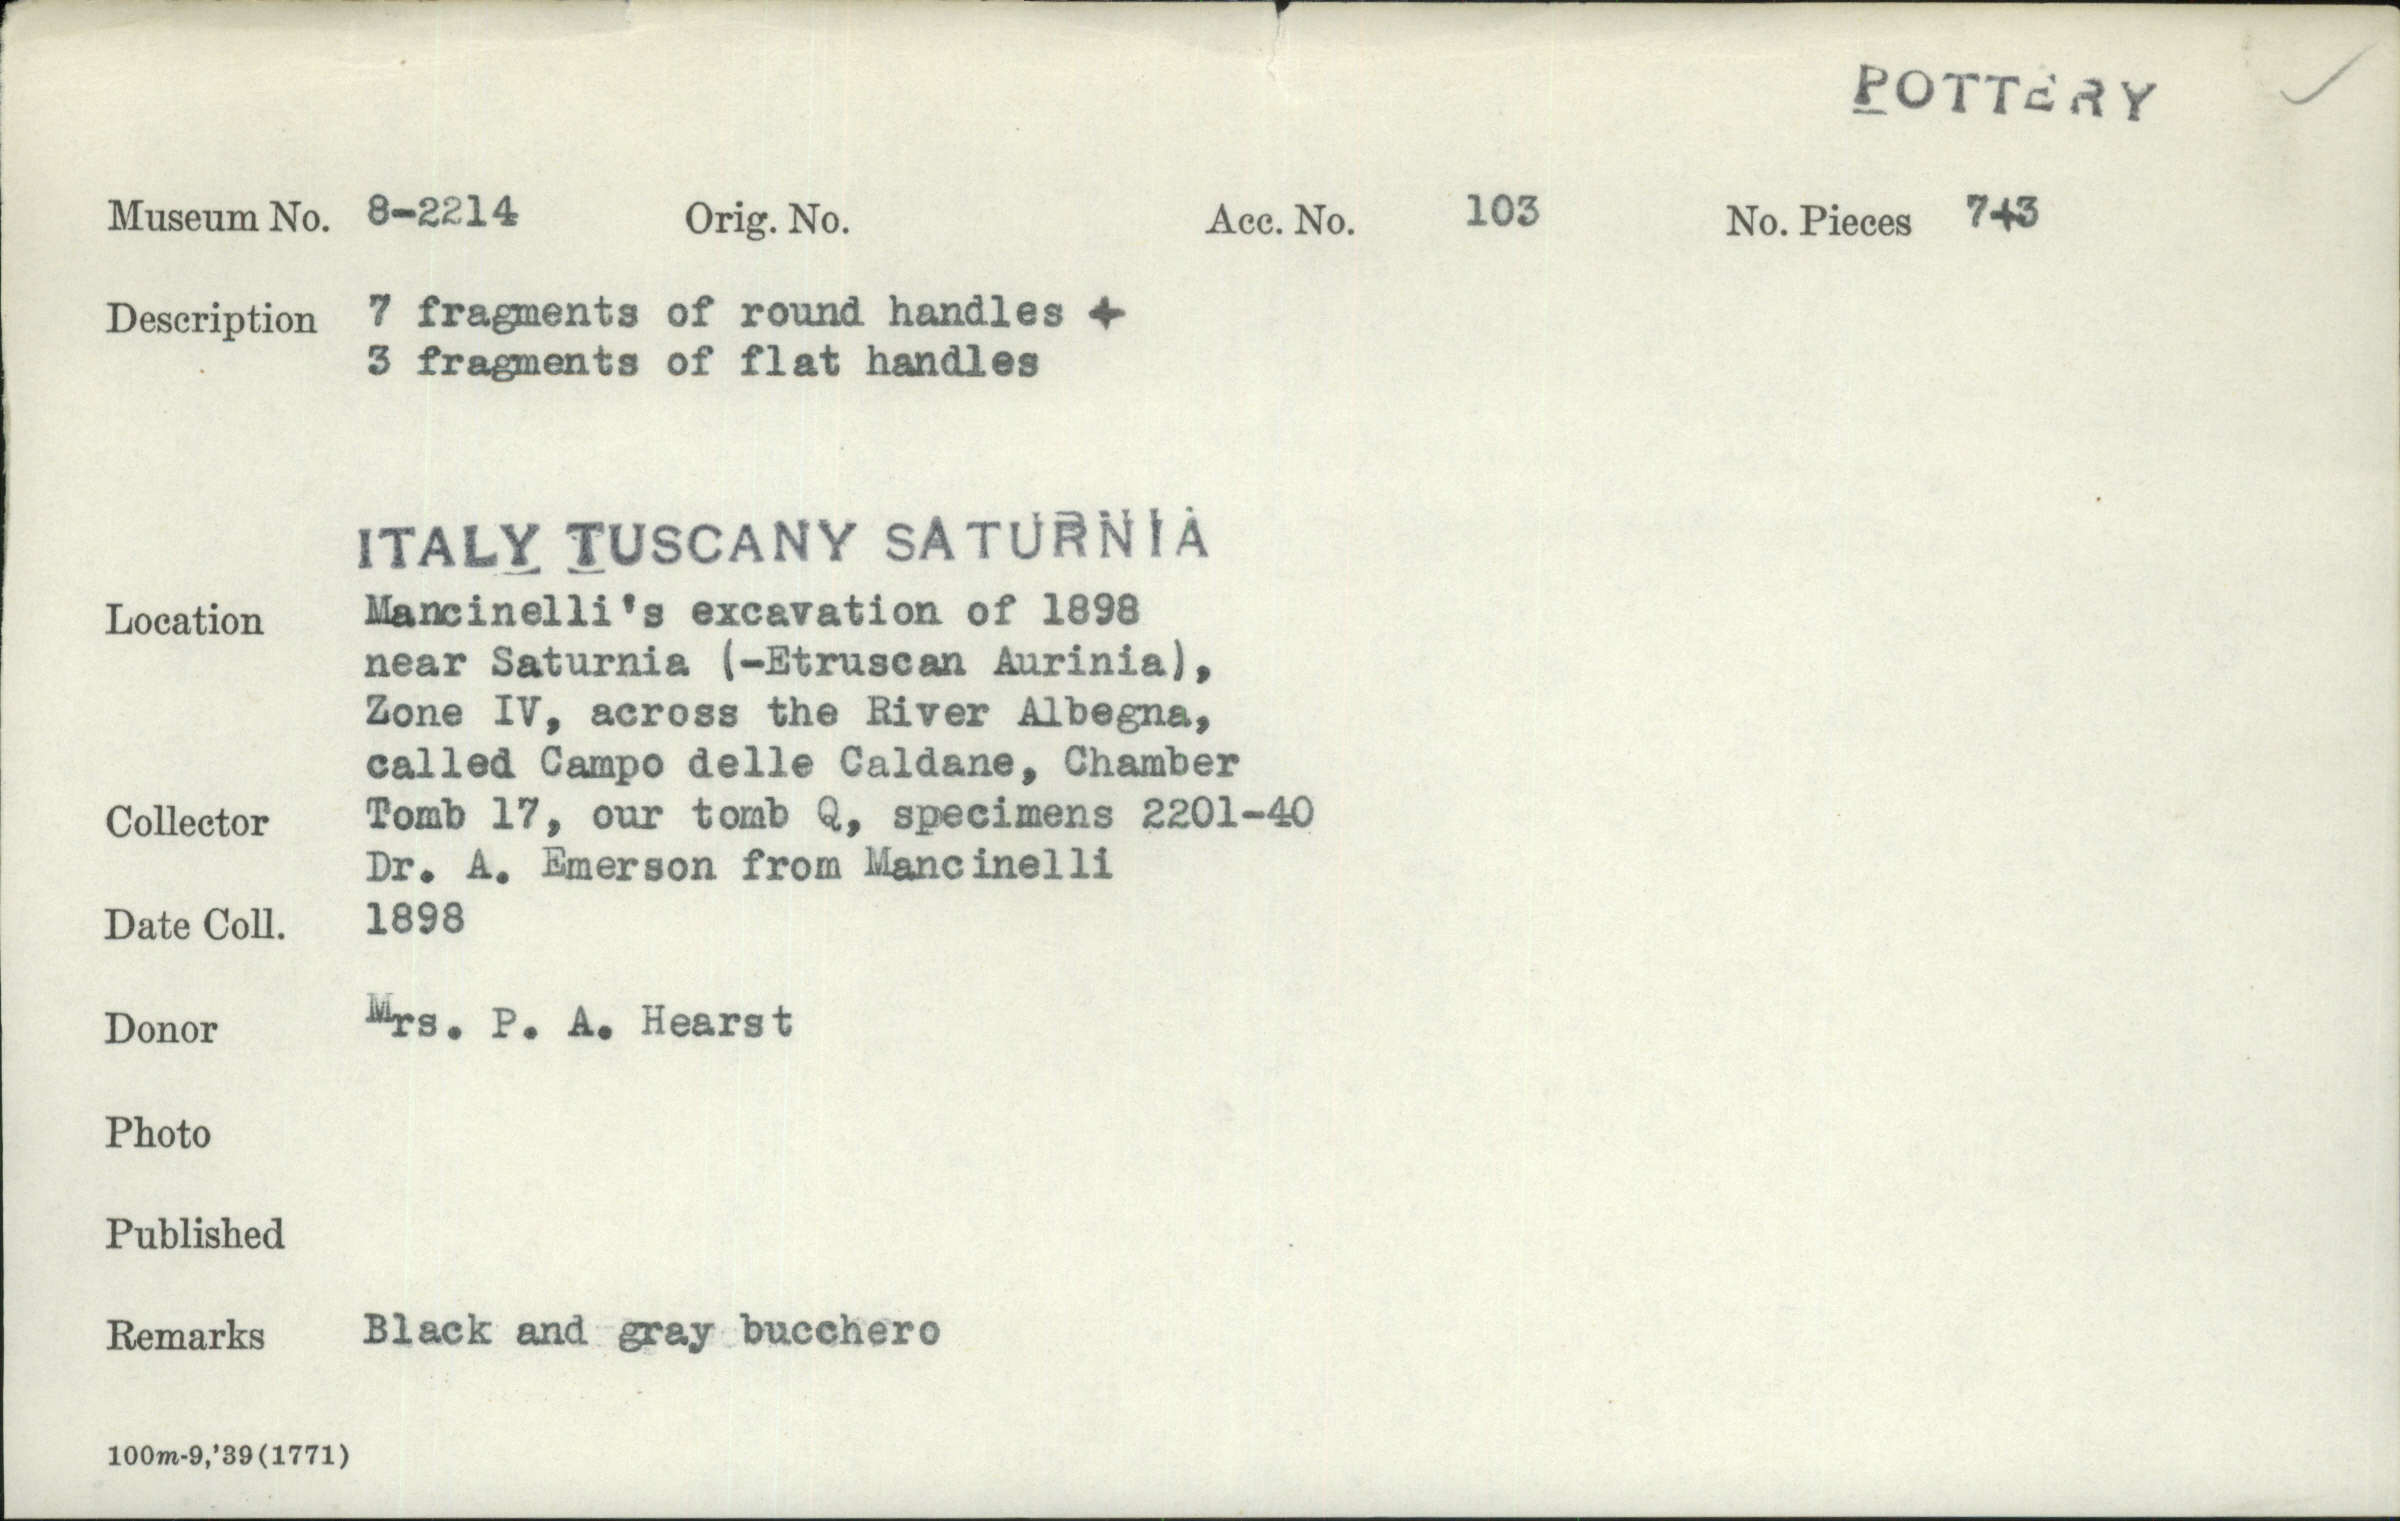 POTTERY
Museum No. 8-2214 Orig. No. Acc. No. 103 No. Pieces 7+3
Description 7 fragments of round handles +
3 fragments of flat handles
ITALY TUSCANY SATURNIA
Location Mancinelli's excavation of 1898
near Saturnia (-Etruscan Aurinia),
Zone IV, across the River Albegna,
called Campo delle Caldane, Chamber
Collector Tomb 17, our tomb Q, specimens 2201-40
Dr. A. Emerson from Mancinelli
Date Coll. 1898
Donor Mrs. P. A. Hearst
Photo
Published
Remarks Black and gray bucchero
100m-9,'39(1771)